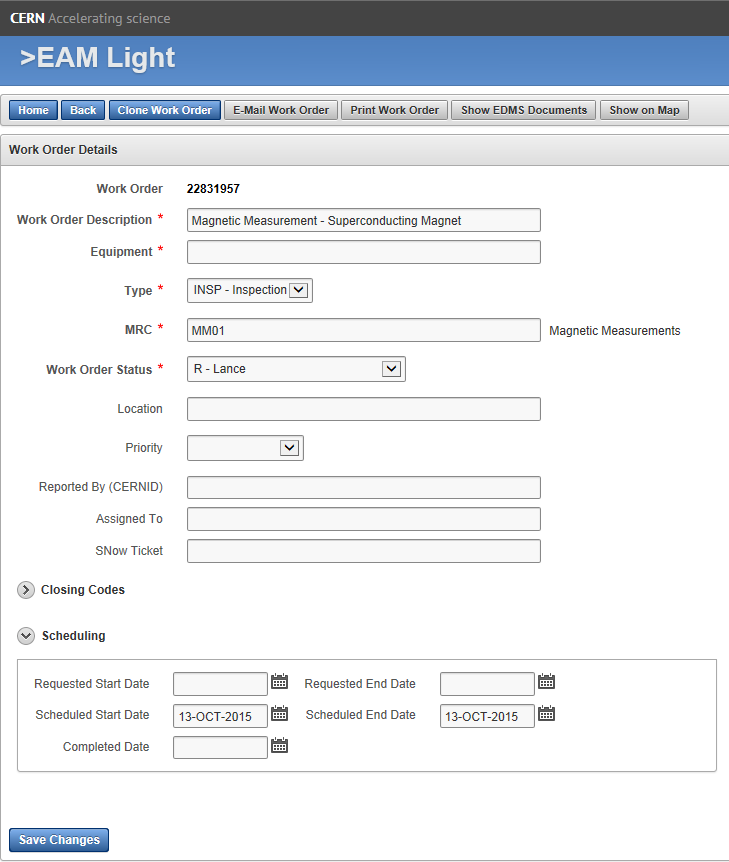 CERN Accelerating science
>EAM Light
Home Back Clone Work Order E-Mail Work Order Print Work Order Show EDMS Documents Show on Map
Work Order Details
Work Order 22831957
Work Order Description * Magnetic Measurement - Superconducting Magnet
Equipment *
Type * INSP - Inspection
MRC * MM01 Magnetic Measurements
Work Order Status * R - Lance
Location
Priority
Reported By (CERNID)
Assigned To
SNow Ticket
Closing Codes
Scheduling
Requested Start Date Requested End Date
Scheduled Start Date 13-OCT-2015 Scheduled End Date 13-OCT-2015
Completed Date
Save Changes